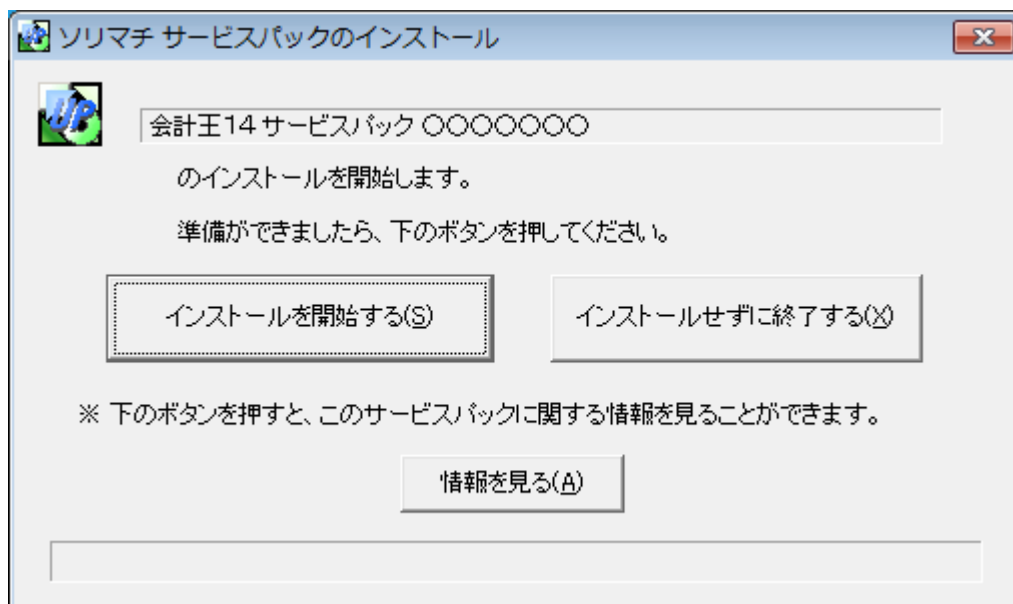 ソリマチ サービスパックのインストール
UP
会計王14 サービスパック 〇〇〇〇〇〇〇
のインストールを開始します。
準備ができましたら、下のボタンを押してください。
インストールを開始する(S)
インストールせずに終了する(X)
※ 下のボタンを押すと、このサービスパックに関する情報を見ることができます。
情報を見る(A)